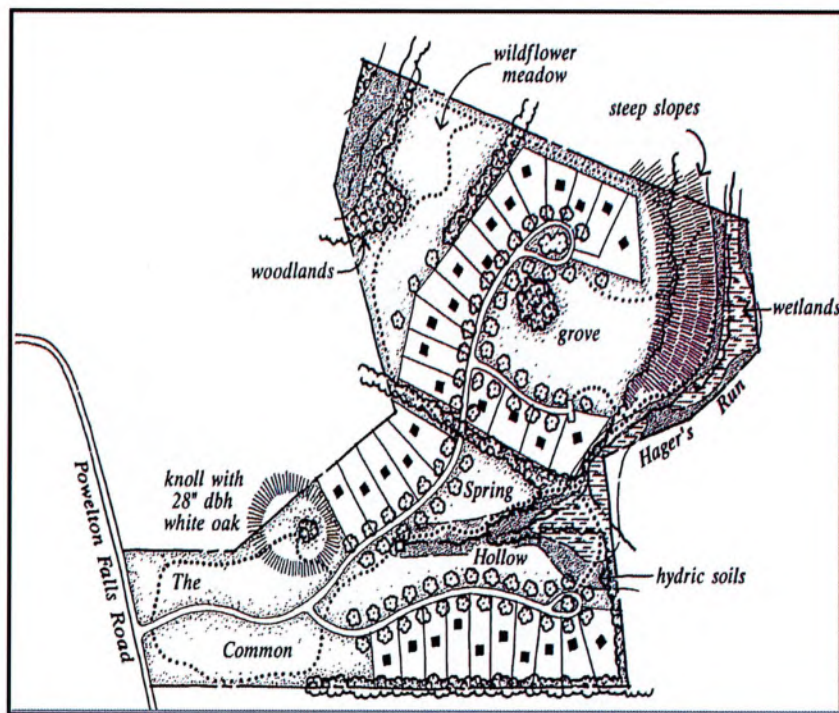 wildflower
meadow
steep slopes
woodlands
wetlands
grove
Hager's Run
Powelton Falls Road
knoll with
28" dbh
white oak
Spring
Hollow
hydric soils
The
Common